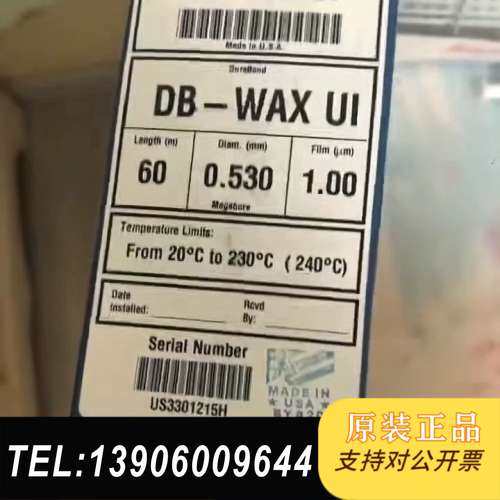 Made in U.S.A.
DuraBond
DB-WAX UI
Length (m)
Diam. (mm)
Film (μm)
60
0.530
1.00
Megabore
Temperature Limits:
From 20°C to 230°C (240°C)
Date
Installed:
Rcvd
By:
Serial Number
US3301215H
MADE IN
★ USA ★
TEL:13906009644
原装正品
支持对公开票